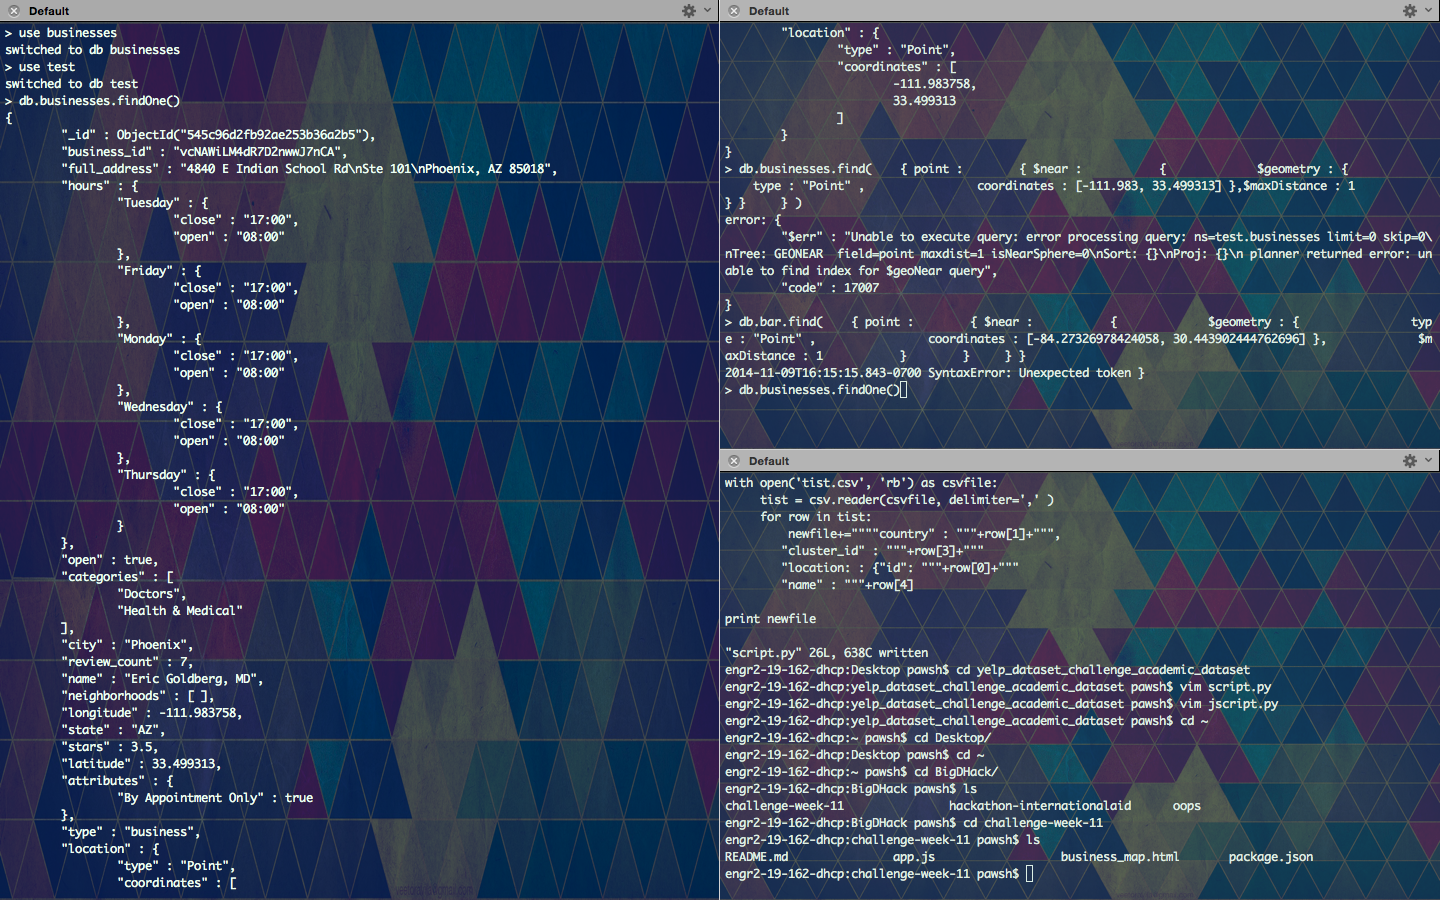 Default
> use businesses
switched to db businesses
> use test
switched to db test
> db.businesses.findOne()
{
"_id" : ObjectId("545c96d2fb92ae253b36a2b5"),
"business_id" : "vcNAWiLM4dR7D2nwwJ7nCA",
"full_address" : "4840 E Indian School Rd\nSte 101\nPhoenix, AZ 85018",
"hours" : {
"Tuesday" : {
"close" : "17:00",
"open" : "08:00"
},
"Friday" : {
"close" : "17:00",
"open" : "08:00"
},
"Monday" : {
"close" : "17:00",
"open" : "08:00"
},
"Wednesday" : {
"close" : "17:00",
"open" : "08:00"
},
"Thursday" : {
"close" : "17:00",
"open" : "08:00"
}
},
"open" : true,
"categories" : [
"Doctors",
"Health & Medical"
],
"city" : "Phoenix",
"review_count" : 7,
"name" : "Eric Goldberg, MD",
"neighborhoods" : [ ],
"longitude" : -111.983758,
"state" : "AZ",
"stars" : 3.5,
"latitude" : 33.499313,
"attributes" : {
"By Appointment Only" : true
},
"type" : "business",
"location" : {
"type" : "Point",
"coordinates" : [
Default
"location" : {
"type" : "Point",
"coordinates" : [
-111.983758,
33.499313
]
}
}
> db.businesses.find( { point : { $near : { $geometry : {
type : "Point" , coordinates : [-111.983, 33.499313] },$maxDistance : 1
} } } )
error: {
"$err" : "Unable to execute query: error processing query: ns=test.businesses limit=0 skip=0\
nTree: GEONEAR field=point maxdist=1 isNearSphere=0\nSort: {}\nProj: {}\n planner returned error: un
able to find index for $geoNear query",
"code" : 17007
}
> db.bar.find( { point : { $near : { $geometry : { typ
e : "Point" , coordinates : [-84.27326978424058, 30.443902444762696] }, $m
axDistance : 1 } } } }
2014-11-09T16:15:15.843-0700 SyntaxError: Unexpected token }
> db.businesses.findOne()
Default
with open('tist.csv', 'rb') as csvfile:
tist = csv.reader(csvfile, delimiter=',' )
for row in tist:
newfile+=""""country" : """+row[1]+""",
"cluster_id" : """+row[3]+"""
"location: : {"id": """+row[0]+"""
"name" : """+row[4]
print newfile
"script.py" 26L, 638C written
engr2-19-162-dhcp:Desktop pawsh$ cd yelp_dataset_challenge_academic_dataset
engr2-19-162-dhcp:yelp_dataset_challenge_academic_dataset pawsh$ vim script.py
engr2-19-162-dhcp:yelp_dataset_challenge_academic_dataset pawsh$ vim jscript.py
engr2-19-162-dhcp:yelp_dataset_challenge_academic_dataset pawsh$ cd ~
engr2-19-162-dhcp:~ pawsh$ cd Desktop/
engr2-19-162-dhcp:Desktop pawsh$ cd ~
engr2-19-162-dhcp:~ pawsh$ cd BigDHack/
engr2-19-162-dhcp:BigDHack pawsh$ ls
challenge-week-11 hackathon-internationalaid oops
engr2-19-162-dhcp:BigDHack pawsh$ cd challenge-week-11
engr2-19-162-dhcp:challenge-week-11 pawsh$ ls
README.md app.js business_map.html package.json
engr2-19-162-dhcp:challenge-week-11 pawsh$